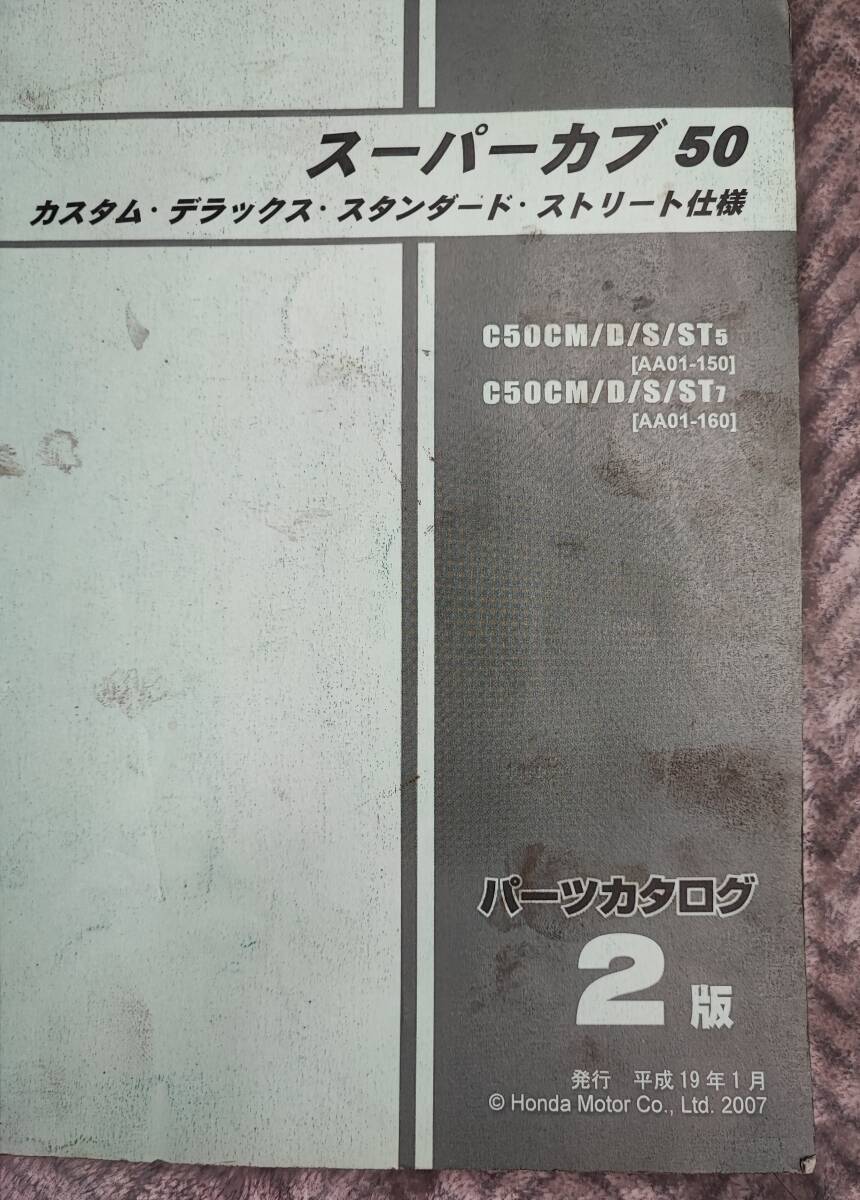 スーパーカブ 50
カスタム・デラックス・スタンダード・ストリート仕様
C50CM/D/S/ST5
[AA01-150]
C50CM/D/S/ST7
[AA01-160]
パーツカタログ
2版
発行 平成19年1月
© Honda Motor Co., Ltd. 2007